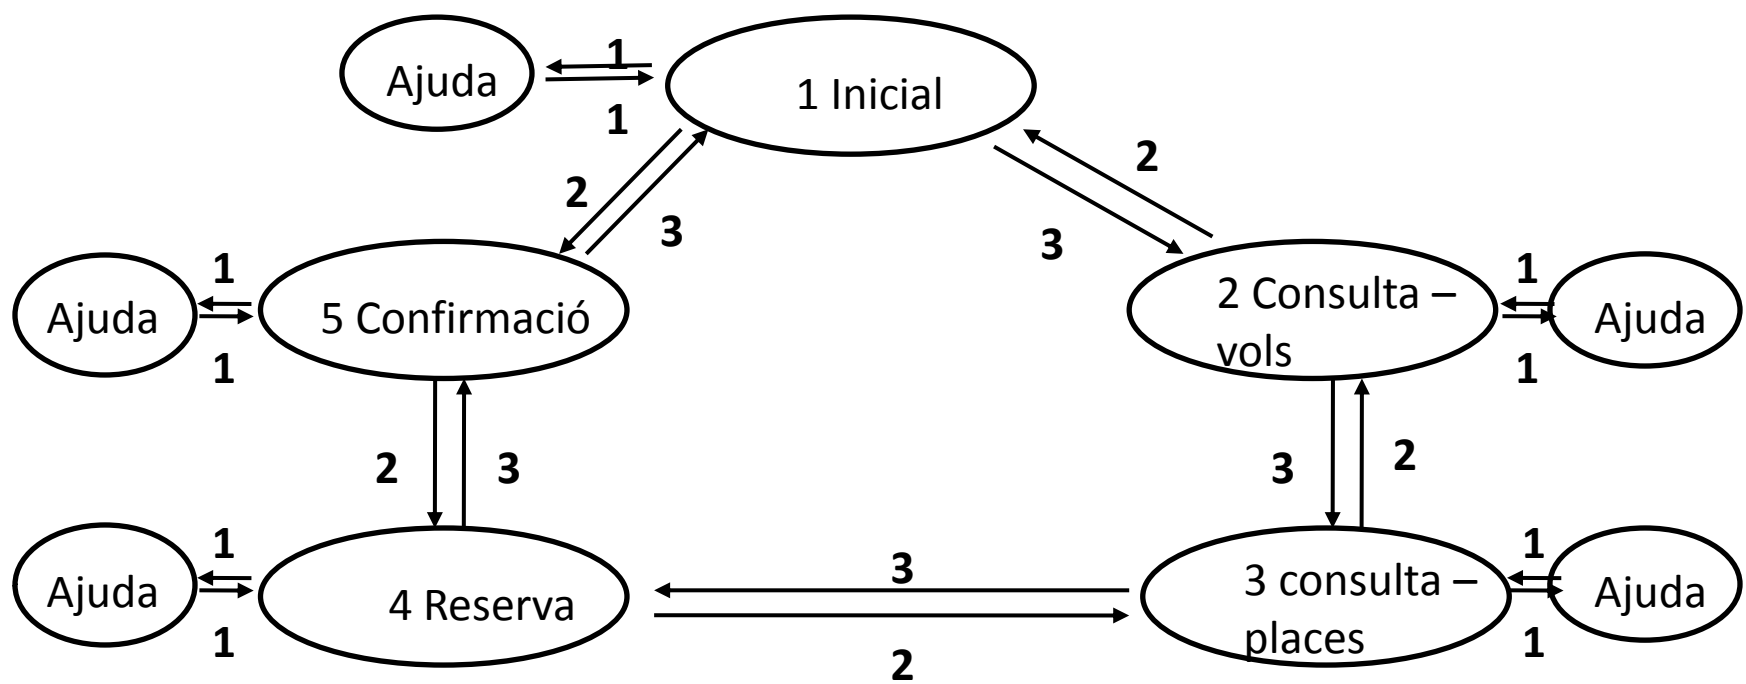 1
Ajuda
1 Inicial
1
2
2
3
3
1
1
Ajuda
5 Confirmació
2 Consulta –
vols
Ajuda
1
1
2
3
3
2
1
3
1
Ajuda
4 Reserva
3 consulta –
places
Ajuda
1
2
1